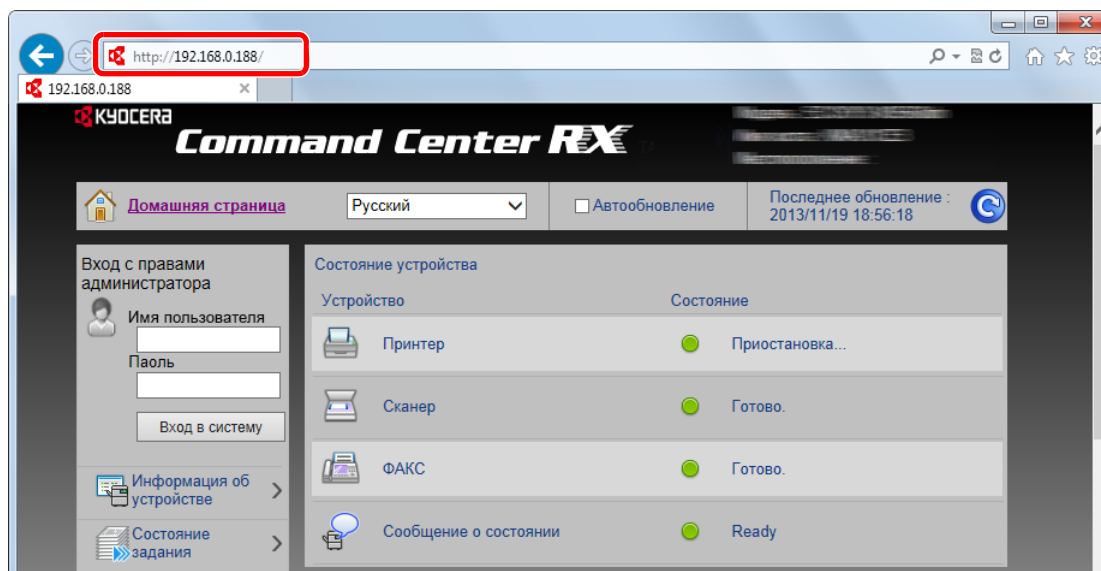 http://192.168.0.188/
192.168.0.188
KYOCERA
Command Center RX
Домашняя страница
Русский
Автообновление
Последнее обновление :
2013/11/19 18:56:18
Вход с правами
администратора
Имя пользователя
Паоль
Вход в систему
Информация об
устройстве
Состояние
задания
Состояние устройства
Устройство Состояние
Принтер Приостановка...
Сканер Готово.
ФАКС Готово.
Сообщение о состоянии Ready